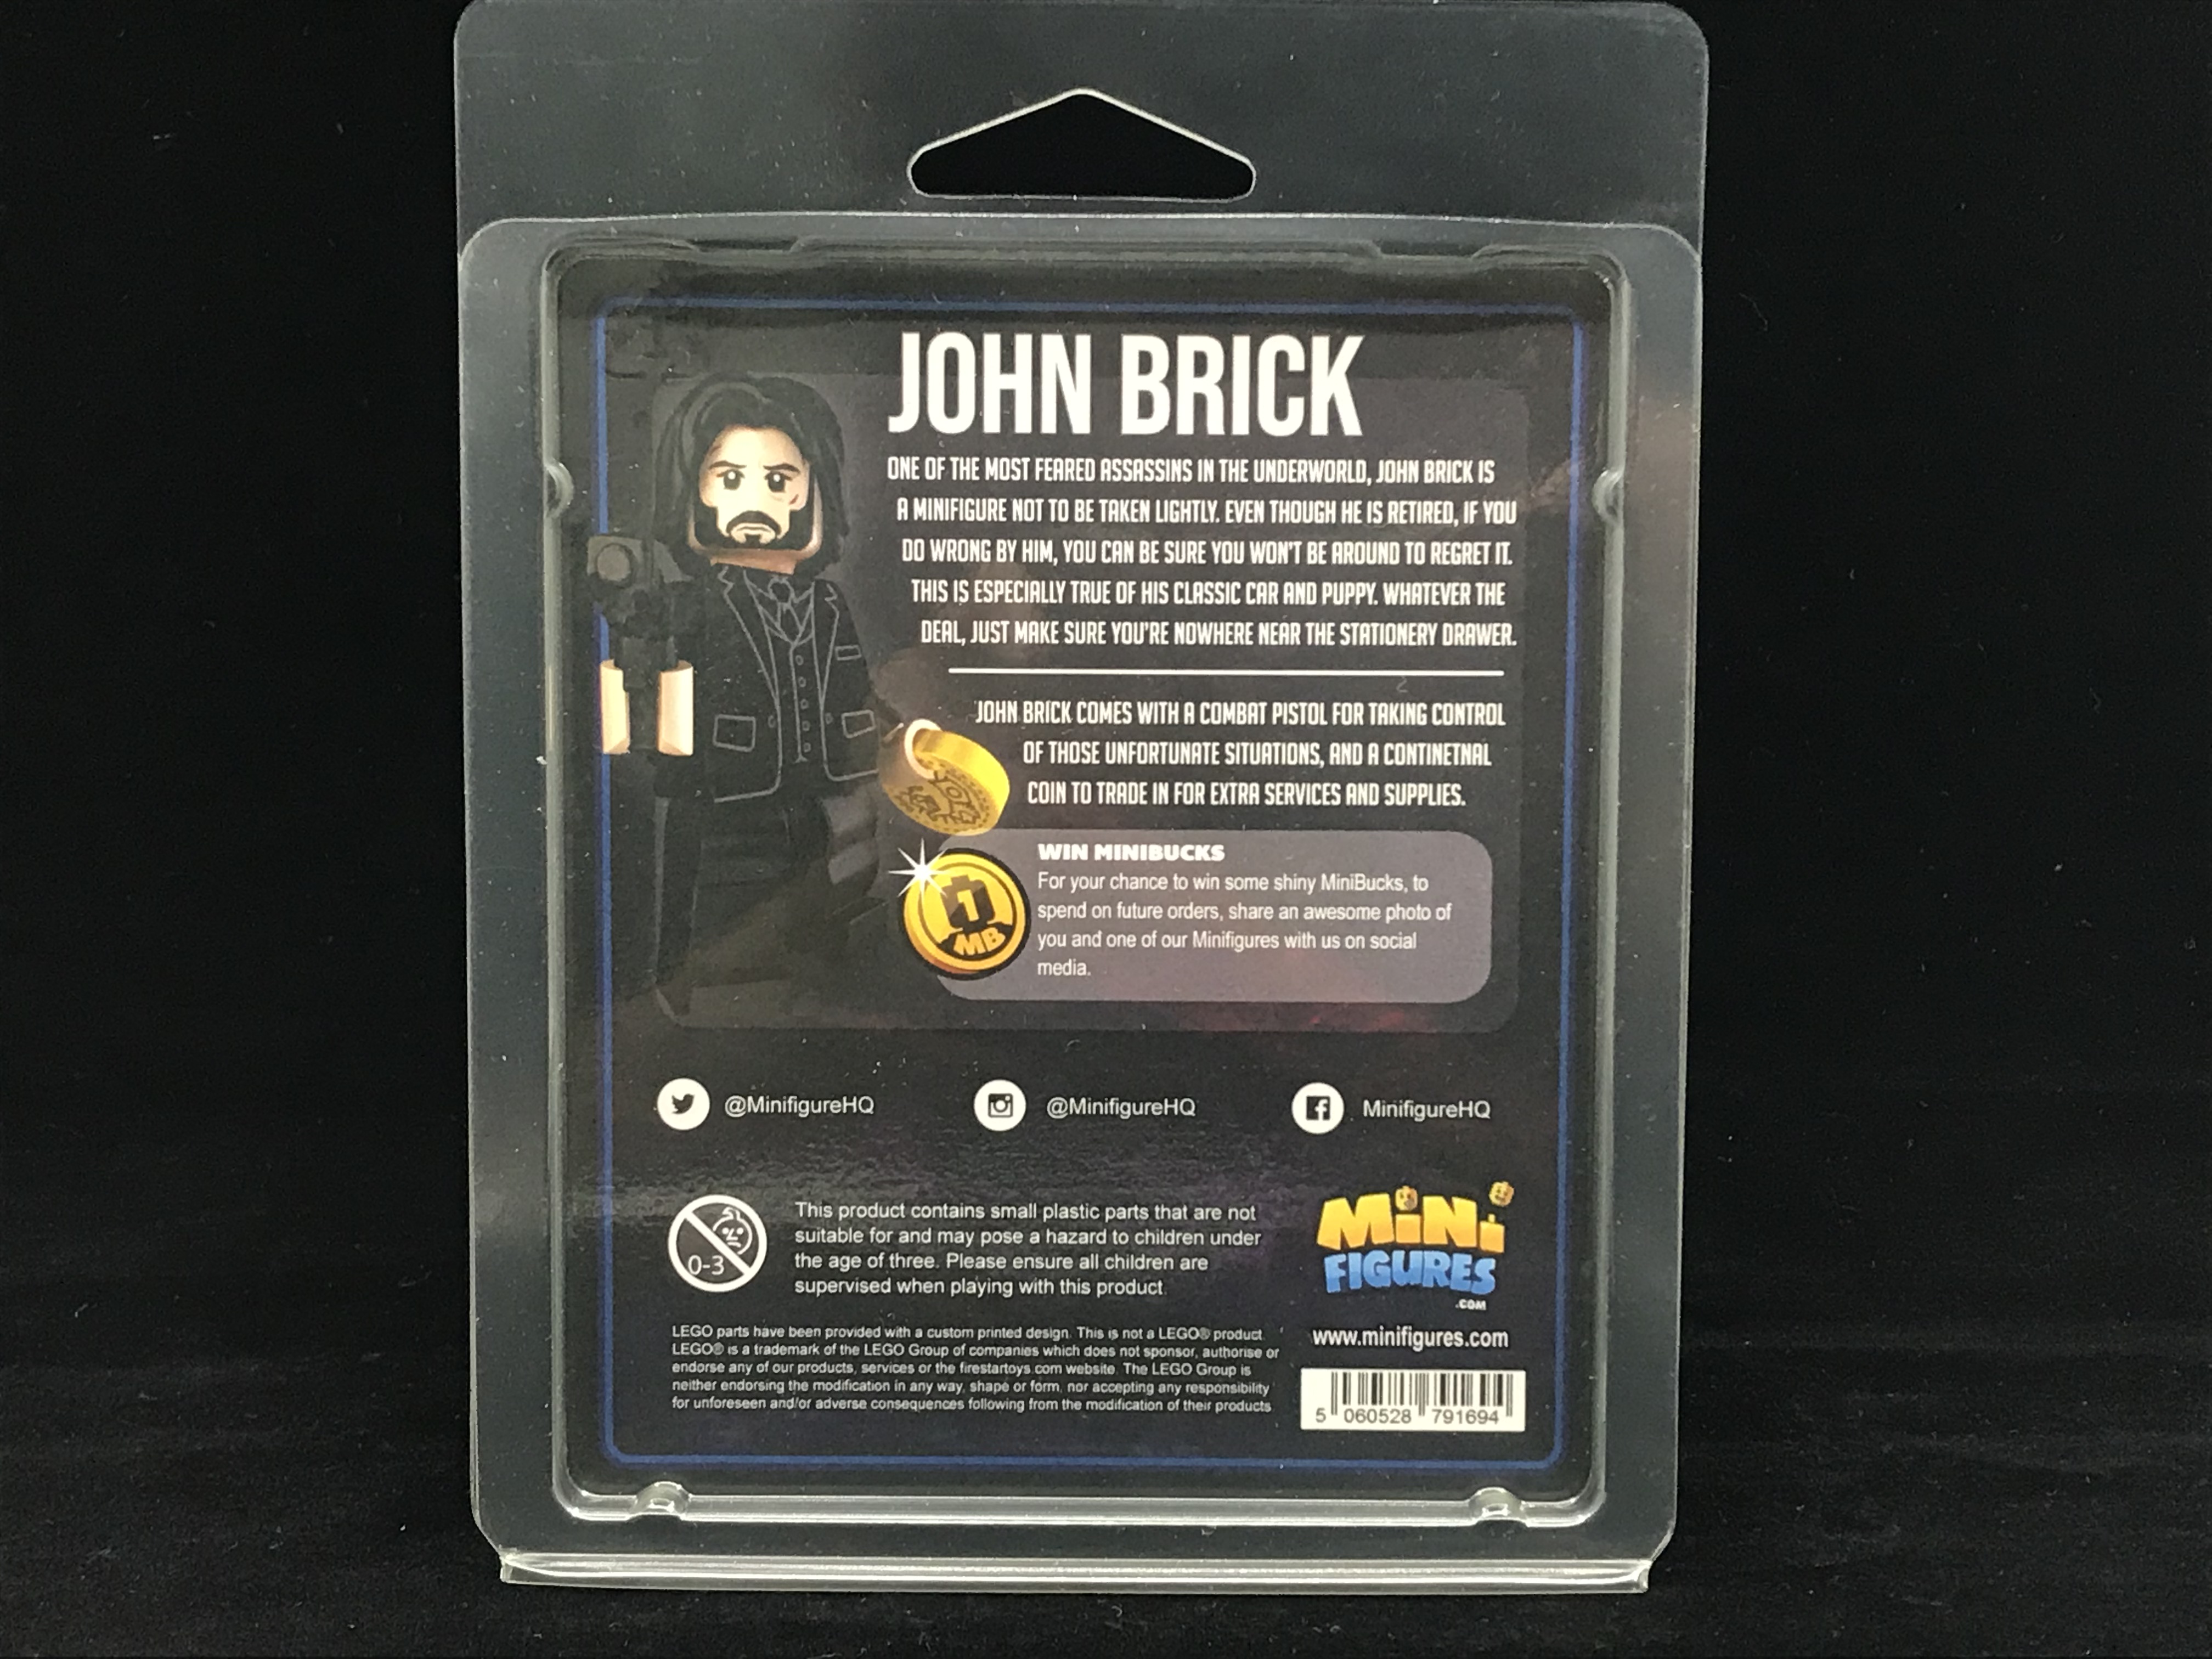 JOHN BRICK
ONE OF THE MOST FEARED ASSASSINS IN THE UNDERWORLD, JOHN BRICK IS
A MINIFIGURE NOT TO BE TAKEN LIGHTLY. EVEN THOUGH HE IS RETIRED, IF YOU
DO WRONG BY HIM, YOU CAN BE SURE YOU WON'T BE AROUND TO REGRET IT.
THIS IS ESPECIALLY TRUE OF HIS CLASSIC CAR AND PUPPY. WHATEVER THE
DEAL, JUST MAKE SURE YOU'RE NOWHERE NEAR THE STATIONERY DRAWER.
JOHN BRICK COMES WITH A COMBAT PISTOL FOR TAKING CONTROL
OF THOSE UNFORTUNATE SITUATIONS, AND A CONTINETNAL
COIN TO TRADE IN FOR EXTRA SERVICES AND SUPPLIES.
1
MB
WIN MINIBUCKS
For your chance to win some shiny MiniBucks, to
spend on future orders, share an awesome photo of
you and one of our Minifigures with us on social
media.
@MinifigureHQ
@MinifigureHQ
MinifigureHQ
0-3
This product contains small plastic parts that are not
suitable for and may pose a hazard to children under
the age of three. Please ensure all children are
supervised when playing with this product.
MINI
FIGURES
.COM
www.minifigures.com
LEGO parts have been provided with a custom printed design. This is not a LEGO® product.
LEGO® is a trademark of the LEGO Group of companies which does not sponsor, authorise or
endorse any of our products, services or the firestartoys.com website. The LEGO Group is
neither endorsing the modification in any way, shape or form, nor accepting any responsibility
for unforeseen and/or adverse consequences following from the modification of their products.
5 060528 791694